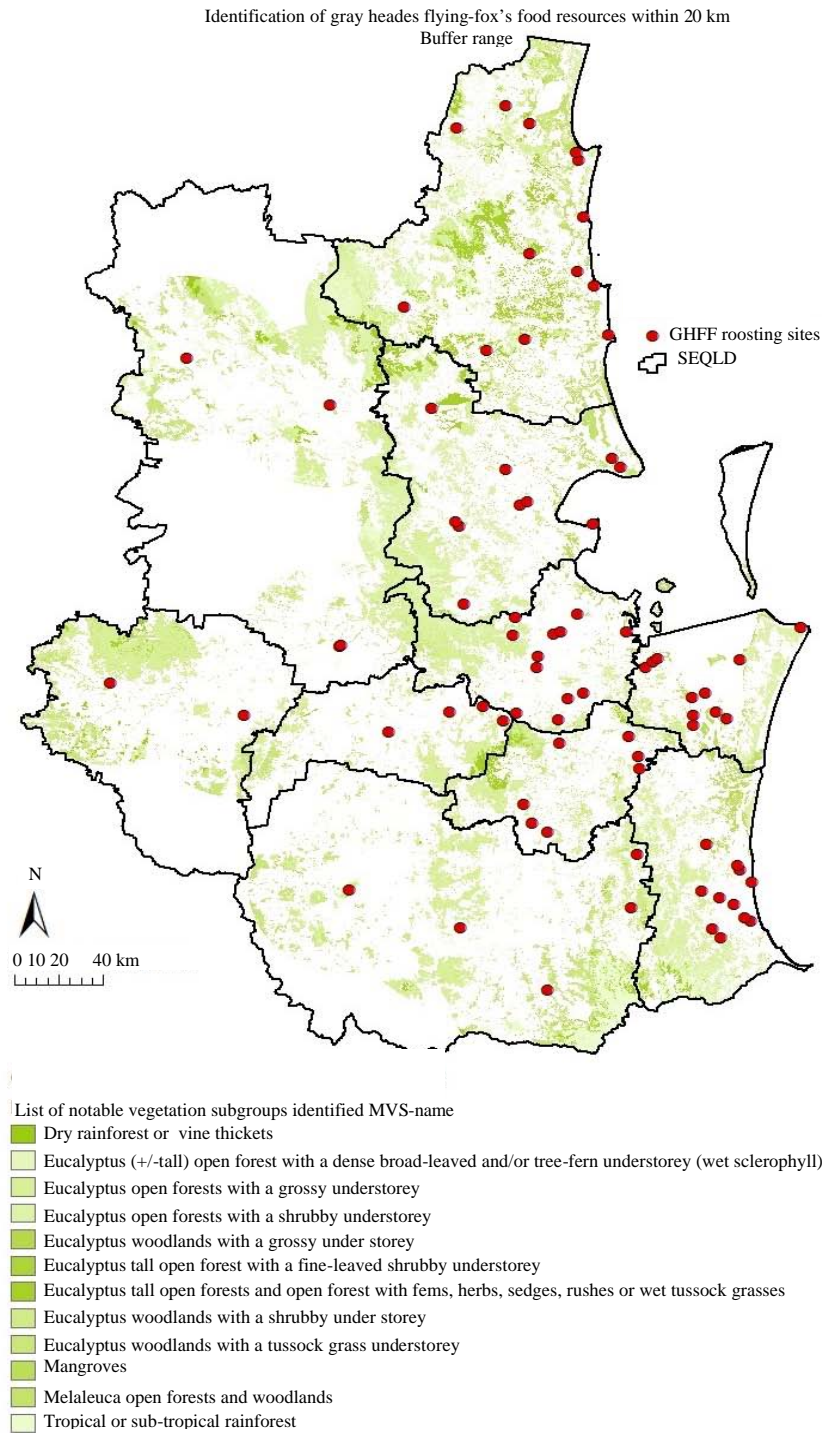 Identification of gray heades flying-fox's food resources within 20 km
Buffer range
GHFF roosting sites
SEQLD
N
0 10 20 40 km
List of notable vegetation subgroups identified MVS-name
Dry rainforest or vine thickets
Eucalyptus (+/-tall) open forest with a dense broad-leaved and/or tree-fern understorey (wet sclerophyll)
Eucalyptus open forests with a grossy understorey
Eucalyptus open forests with a shrubby understorey
Eucalyptus woodlands with a grossy under storey
Eucalyptus tall open forest with a fine-leaved shrubby understorey
Eucalyptus tall open forests and open forest with fems, herbs, sedges, rushes or wet tussock grasses
Eucalyptus woodlands with a shrubby under storey
Eucalyptus woodlands with a tussock grass understorey
Mangroves
Melaleuca open forests and woodlands
Tropical or sub-tropical rainforest